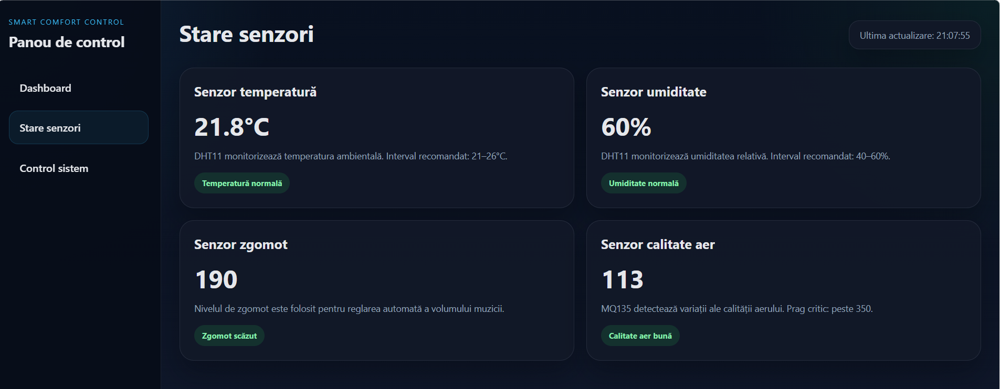 SMART COMFORT CONTROL
Panou de control
Dashboard
Stare senzori
Control sistem
Stare senzori
Ultima actualizare: 21:07:55
Senzor temperatură
21.8°C
DHT11 monitorizează temperatura ambientală. Interval recomandat: 21–26°C.
Temperatură normală
Senzor umiditate
60%
DHT11 monitorizează umiditatea relativă. Interval recomandat: 40–60%.
Umiditate normală
Senzor zgomot
190
Nivelul de zgomot este folosit pentru reglarea automată a volumului muzicii.
Zgomot scăzut
Senzor calitate aer
113
MQ135 detectează variații ale calității aerului. Prag critic: peste 350.
Calitate aer bună